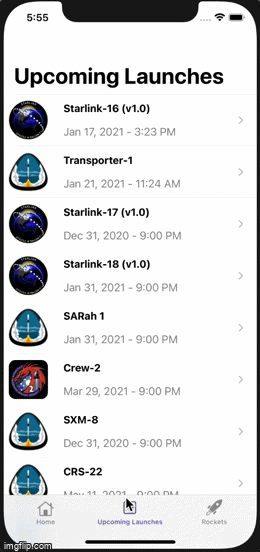 5:55
Upcoming Launches
Starlink-16 (v1.0)
Jan 17, 2021 - 3:23 PM
Transporter-1
Jan 21, 2021 - 11:24 AM
Starlink-17 (v1.0)
Dec 31, 2020 - 9:00 PM
Starlink-18 (v1.0)
Jan 31, 2021 - 9:00 PM
SARah 1
Jan 31, 2021 - 9:00 PM
Crew-2
Mar 29, 2021 - 9:00 PM
SXM-8
Dec 31, 2020 - 9:00 PM
CRS-22
May 11, 2021 - 9:00 PM
Home
Upcoming Launches
Rockets
imgflip.com